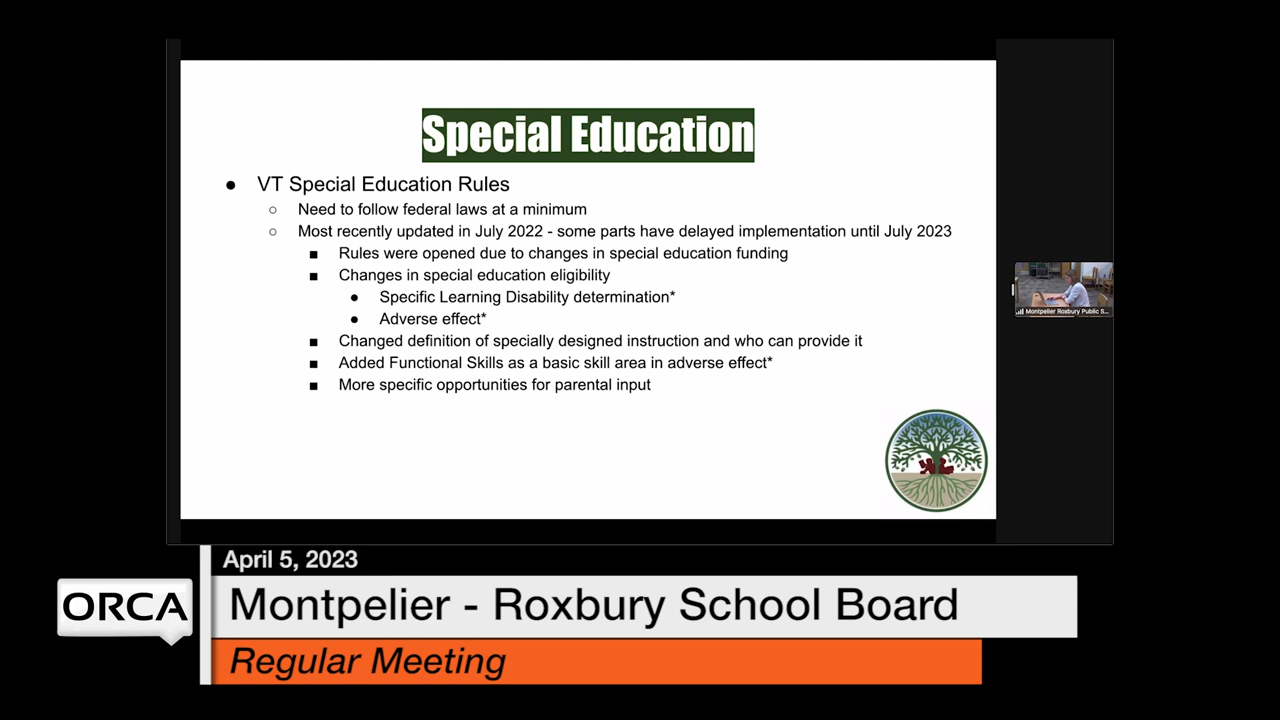 Special Education
● VT Special Education Rules
○ Need to follow federal laws at a minimum
○ Most recently updated in July 2022 - some parts have delayed implementation until July 2023
■ Rules were opened due to changes in special education funding
■ Changes in special education eligibility
● Specific Learning Disability determination*
● Adverse effect*
■ Changed definition of specially designed instruction and who can provide it
■ Added Functional Skills as a basic skill area in adverse effect*
■ More specific opportunities for parental input
Montpelier Roxbury Public S...
April 5, 2023
ORCA
Montpelier - Roxbury School Board
Regular Meeting